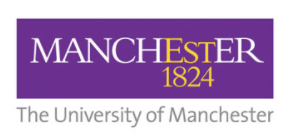 MANCHEStER
1824
The University of Manchester